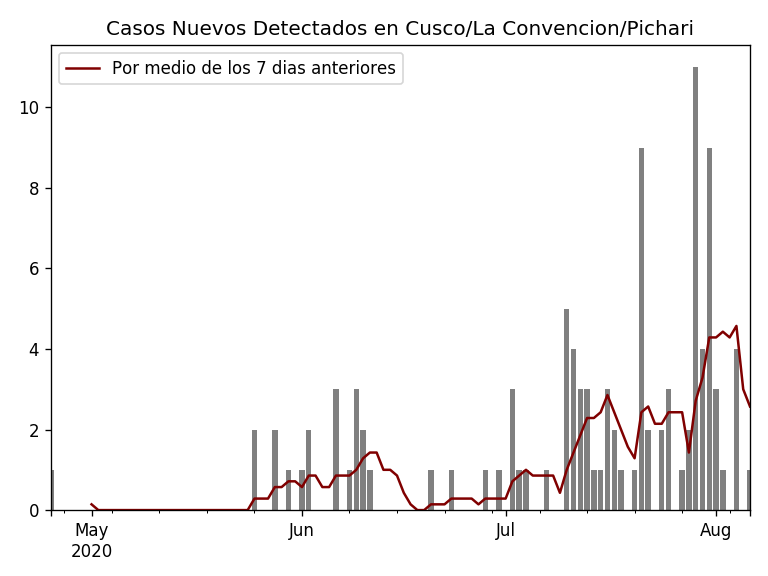 Casos Nuevos Detectados en Cusco/La Convencion/Pichari
Por medio de los 7 dias anteriores
10
8
6
4
2
0
May Jun Jul Aug
2020